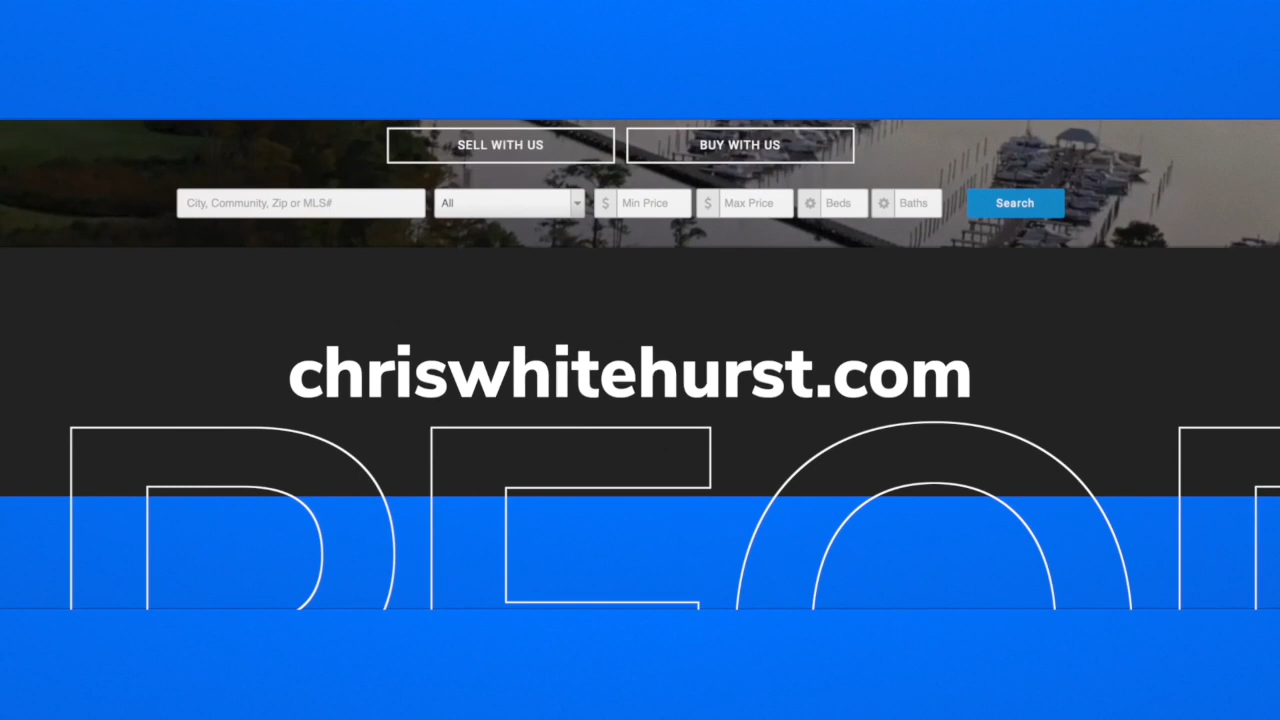 SELL WITH US BUY WITH US
City, Community, Zip or MLS# All $ Min Price $ Max Price Beds Baths Search
chriswhitehurst.com